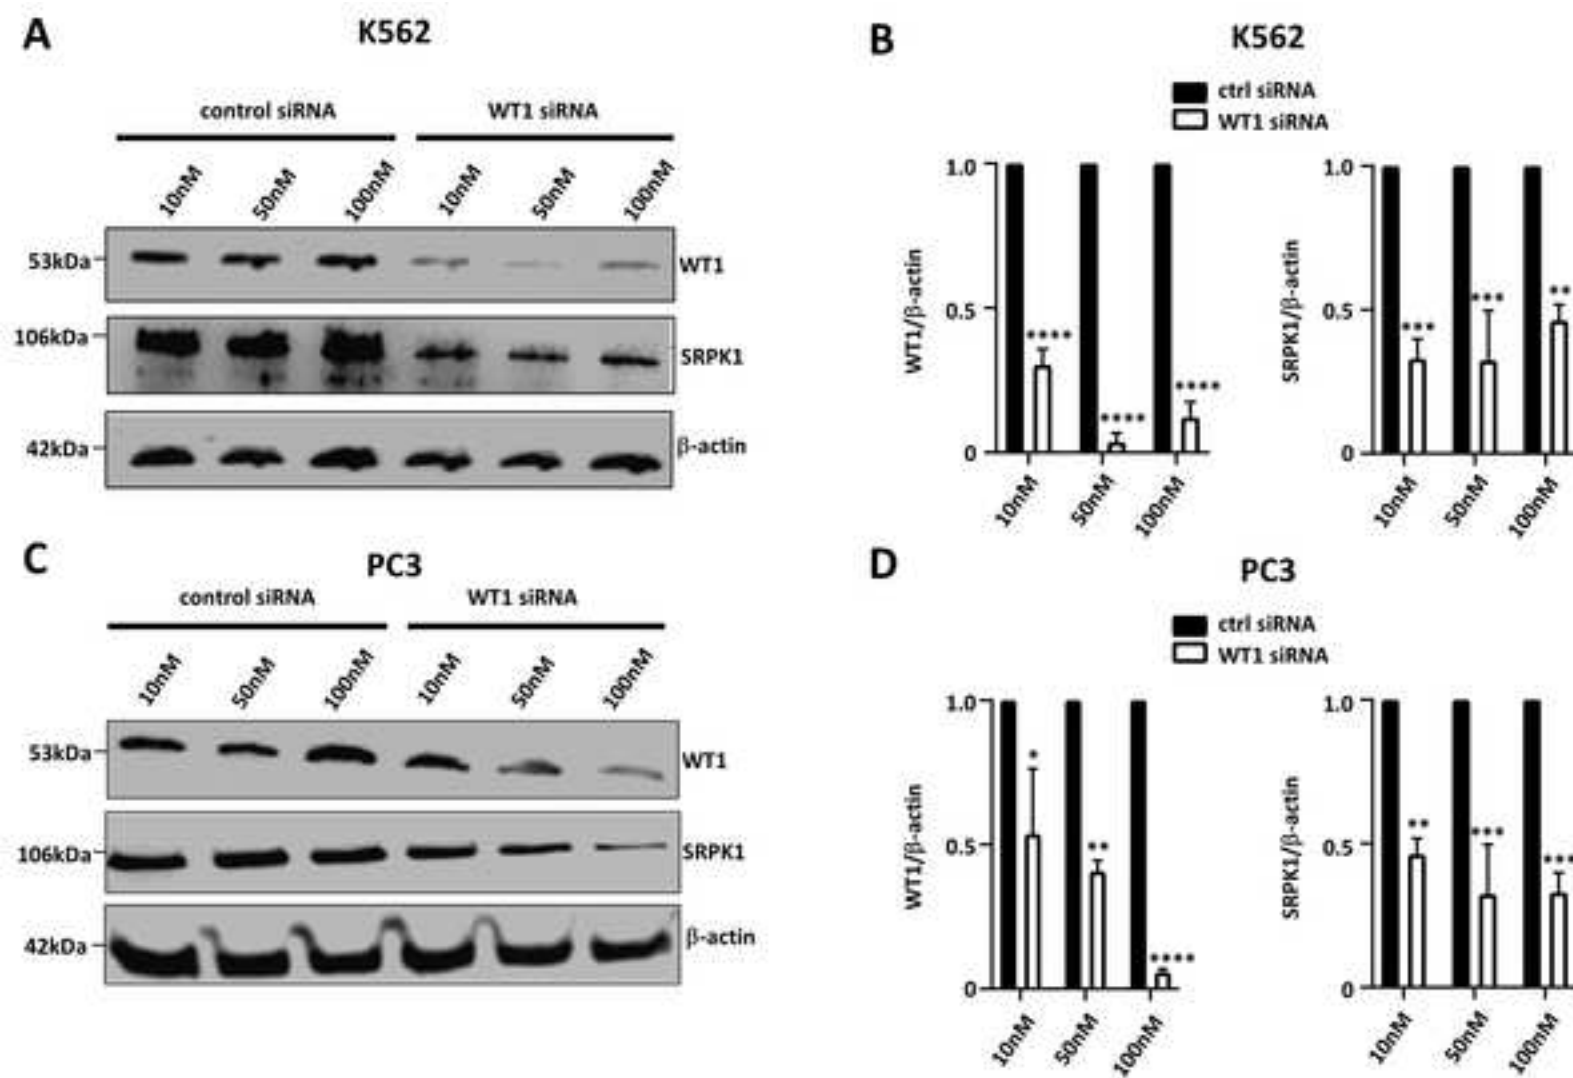 A
K562
control siRNA WT1 siRNA
10nM 50nM 100nM 10nM 50nM 100nM
53kDa WT1
106kDa SRPK1
42kDa β-actin
B
K562
ctrl siRNA
WT1 siRNA
WT1/β-actin
1.0
0.5
0
****
****
****
10nM 50nM 100nM
SRPK1/β-actin
1.0
0.5
0
***
***
**
10nM 50nM 100nM
C
PC3
control siRNA WT1 siRNA
10nM 50nM 100nM 10nM 50nM 100nM
53kDa WT1
106kDa SRPK1
42kDa β-actin
D
PC3
ctrl siRNA
WT1 siRNA
WT1/β-actin
1.0
0.5
0
*
**
****
10nM 50nM 100nM
SRPK1/β-actin
1.0
0.5
0
**
***
***
10nM 50nM 100nM